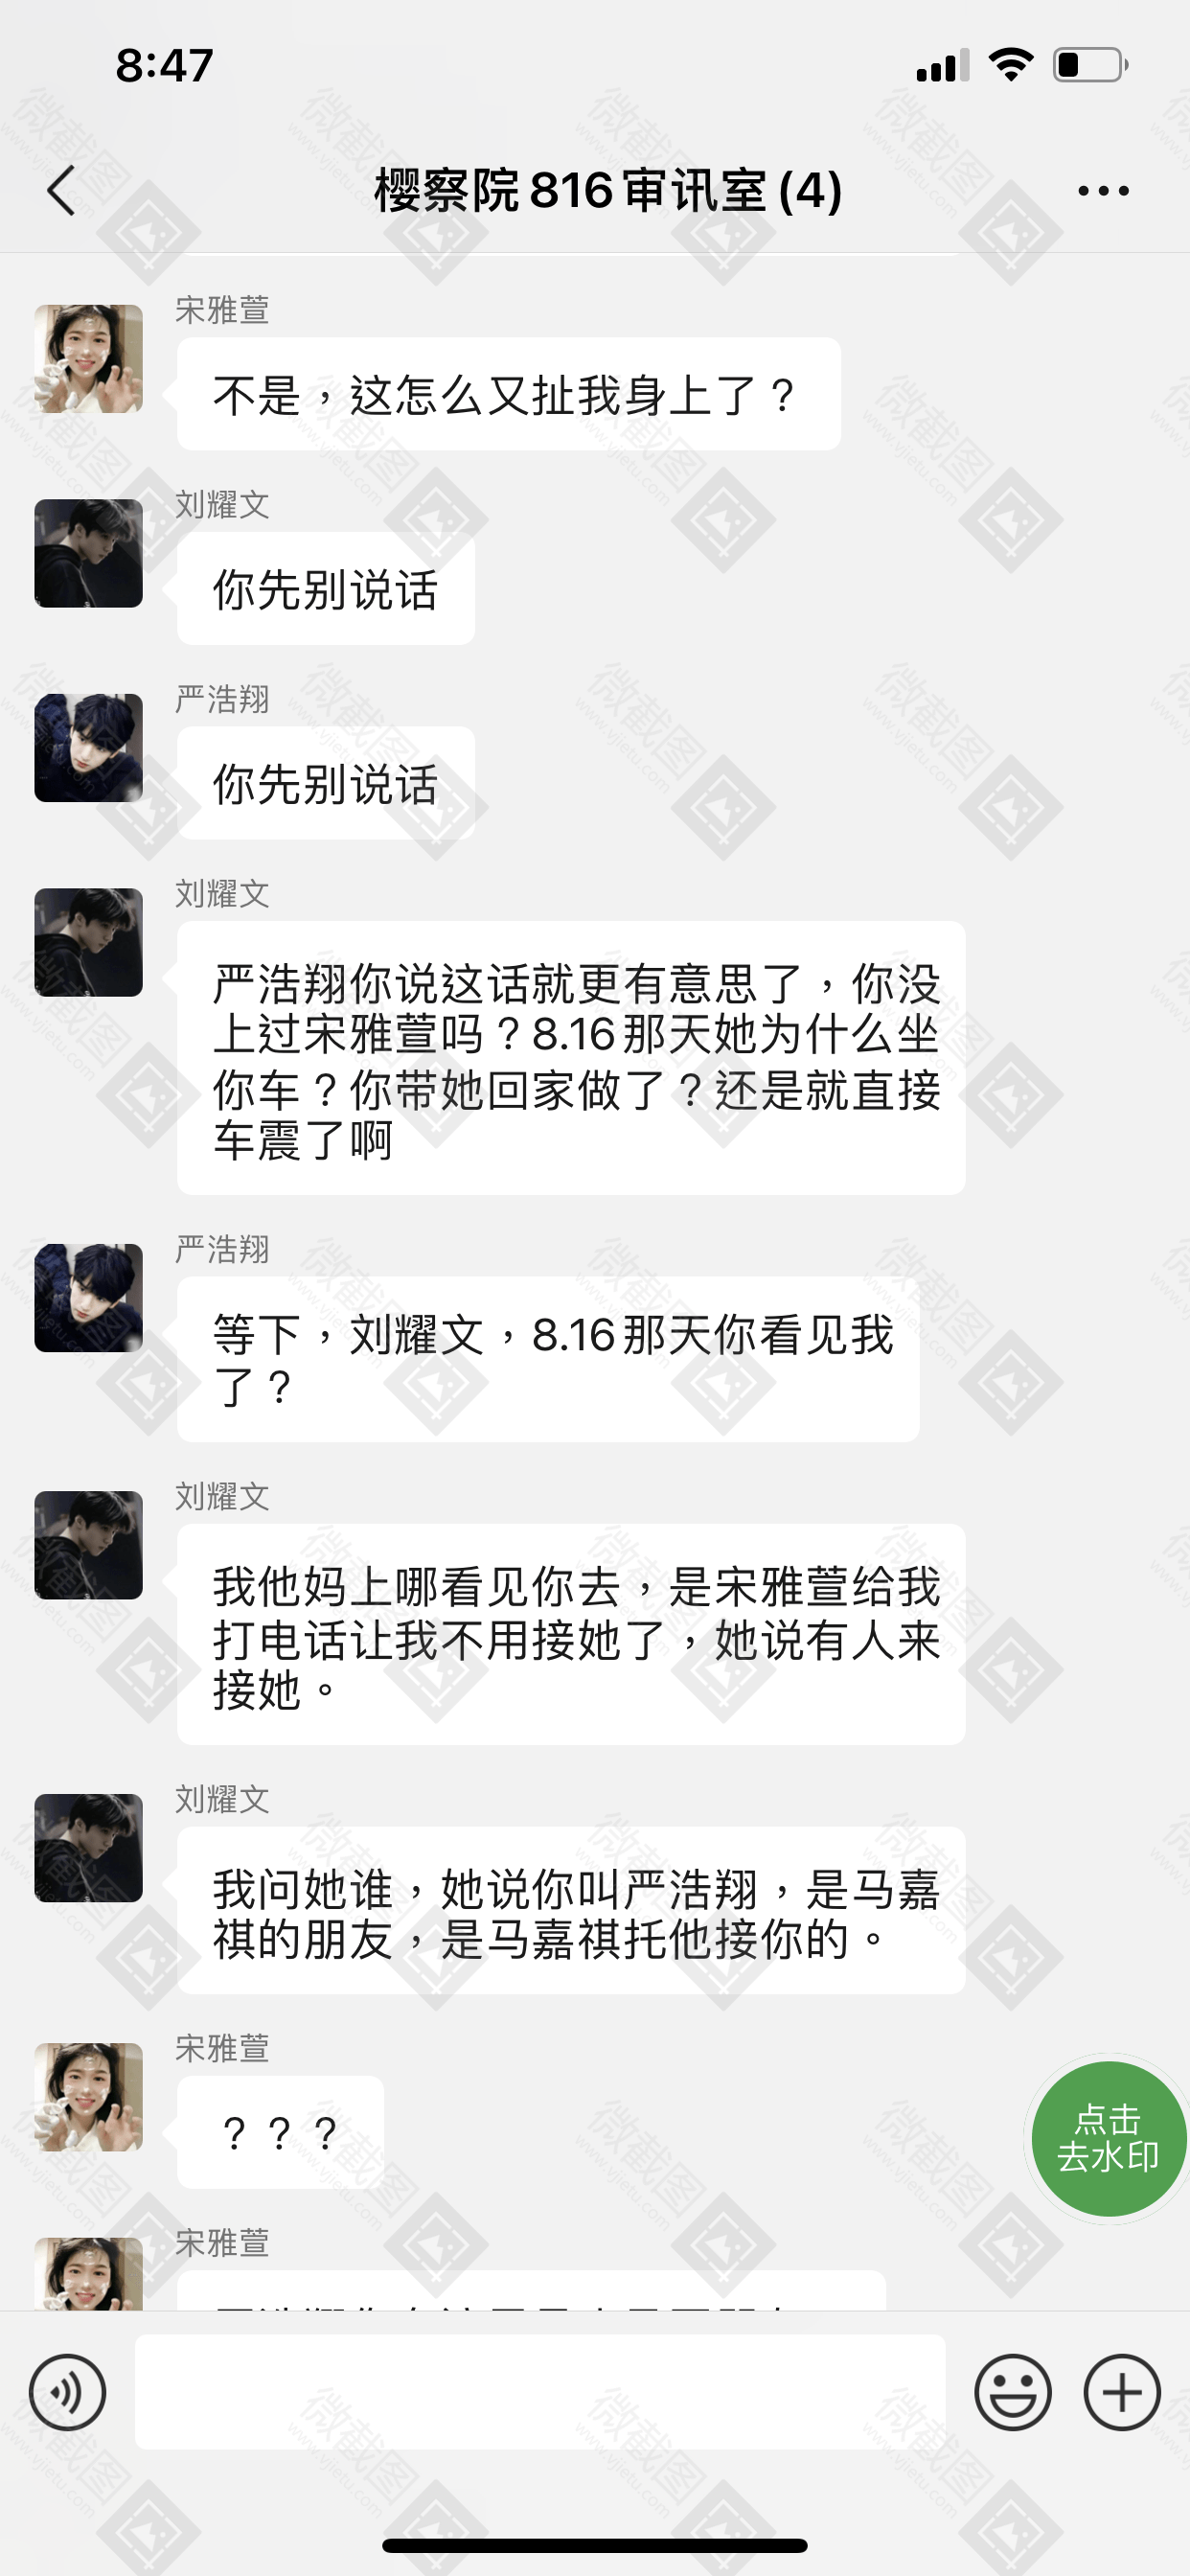 8:47
樱察院816审讯室(4)
宋雅萱
不是，这怎么又扯我身上了？
刘耀文
你先别说话
严浩翔
你先别说话
刘耀文
严浩翔你说这话就更有意思了，你没
上过宋雅萱吗？8.16那天她为什么坐
你车？你带她回家做了？还是就直接
车震了啊
严浩翔
等下，刘耀文，8.16那天你看见我
了？
刘耀文
我他妈上哪看见你去，是宋雅萱给我
打电话让我不用接她了，她说有人来
接她。
刘耀文
我问她谁，她说你叫严浩翔，是马嘉
祺的朋友，是马嘉祺托他接你的。
宋雅萱
？？？
点击
去水印
宋雅萱
微截图
www.vjietu.com